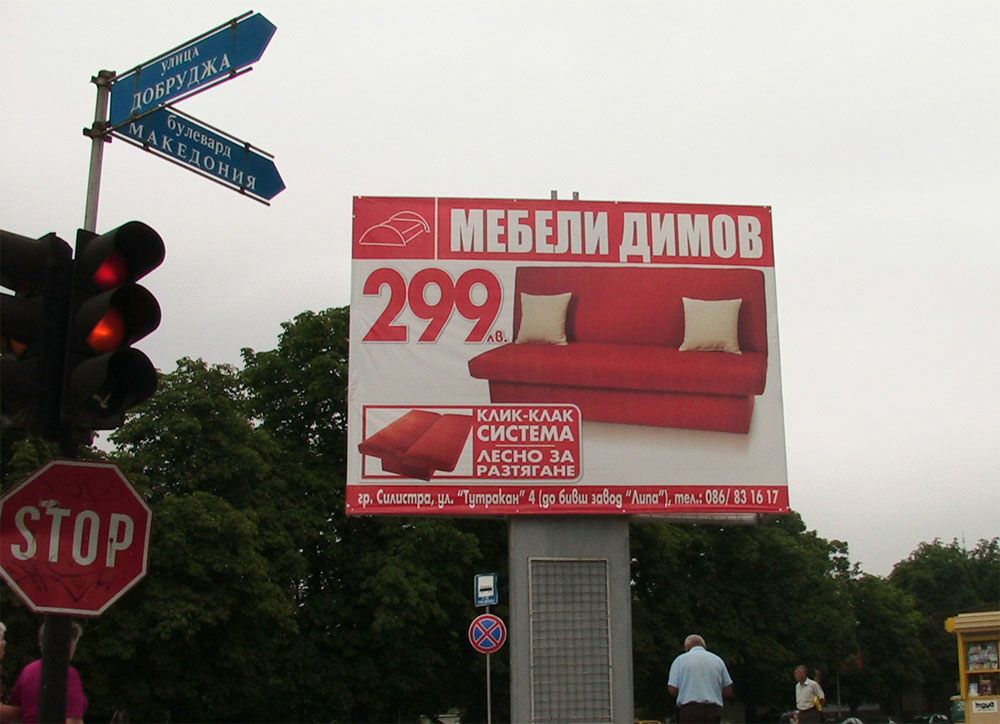 улица
ДОБРУДЖА
булевард
МАКЕДОНИЯ
МЕБЕЛИ ДИМОВ
299 лв.
КЛИК-КЛАК
СИСТЕМА
ЛЕСНО ЗА
РАЗТЯГАНЕ
гр. Силистра, ул. "Тутракан" 4 (до бивш завод "Липа"), тел.: 086/ 83 16 17
STOP